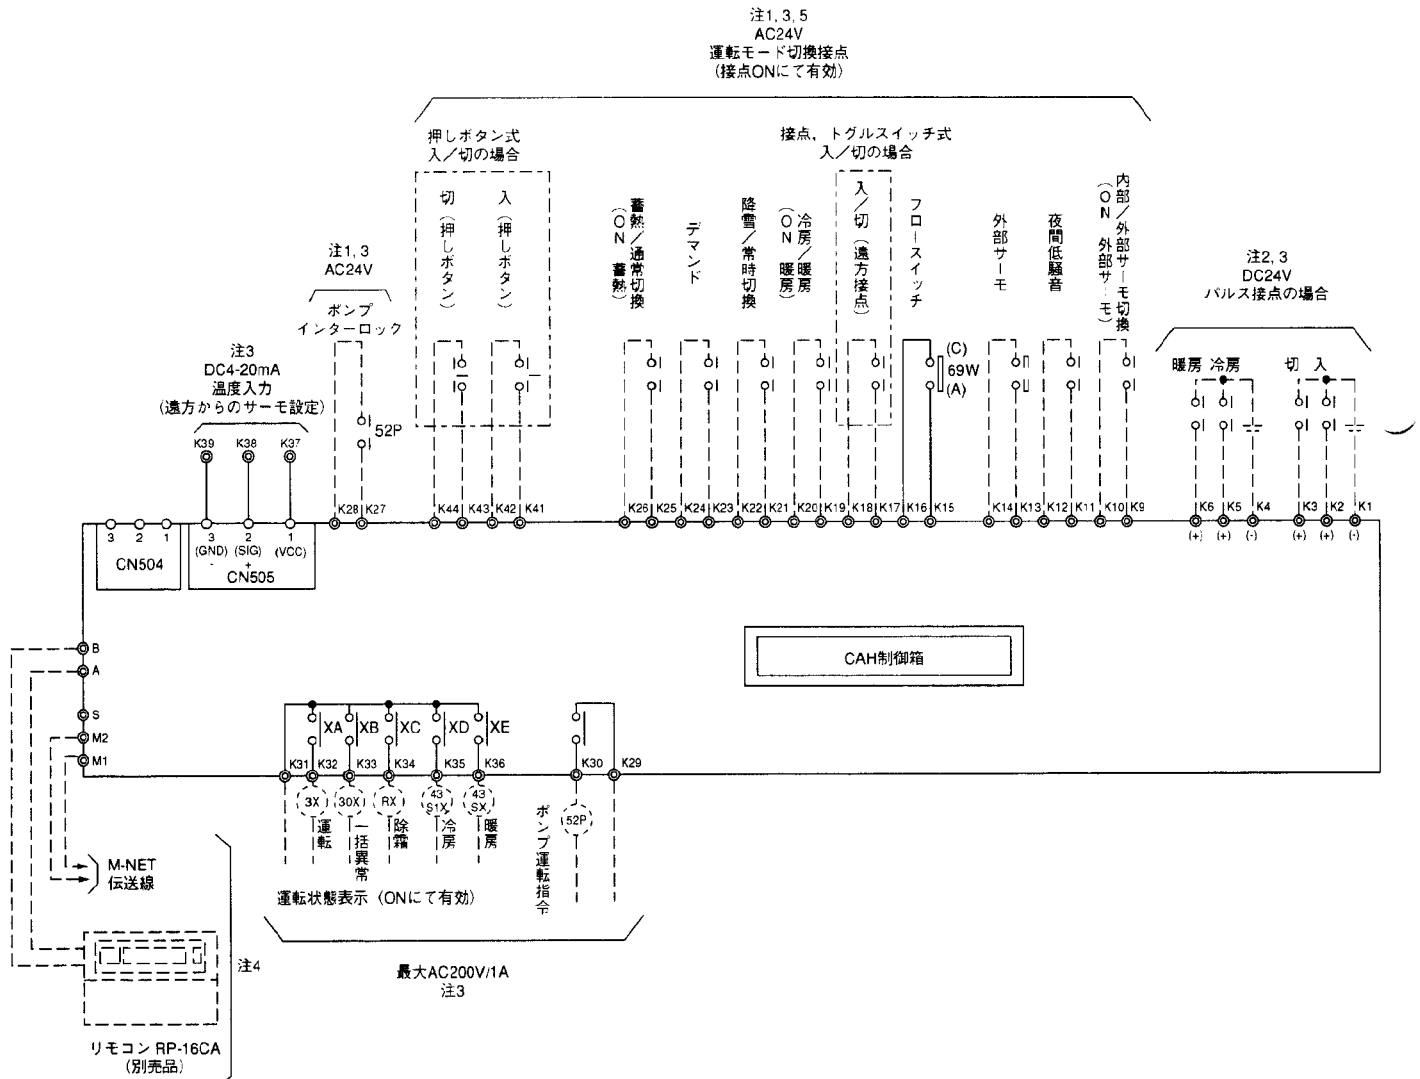 注1, 3, 5
AC24V
運転モード切換接点
(接点ONにて有効)
押しボタン式
入／切の場合
接点，トグルスイッチ式
入／切の場合
切（押しボタン）
入（押しボタン）
蓄熱／通常切換
（ON 蓄熱）
デマンド
降雪／常時切換
冷房／暖房
（ON 暖房）
入／切（遠方接点）
フロースイッチ
外部サーモ
夜間低騒音
内部／外部サーモ切換
（ON 外部サーモ）
注1, 3
AC24V
ポンプ
インターロック
注2, 3
DC24V
パルス接点の場合
注3
DC4-20mA
温度入力
(遠方からのサーモ設定)
52P
(C)
69W
(A)
暖房 冷房
切 入
K39 K38 K37
K28 K27 K44 K43 K42 K41 K26 K25 K24 K23 K22 K21 K20 K19 K18 K17 K16 K15 K14 K13 K12 K11 K10 K9 K6 K5 K4 K3 K2 K1
(+) (+) (-) (+) (+) (-)
3 2 1 3 2 1
(GND) (SIG) (VCC)
- +
CN504
CN505
B
A
S
M2
M1
CAH制御箱
XA XB XC XD XE
K31 K32 K33 K34 K35 K36 K30 K29
3X 30X RX 43 S1X 43 SX 52P
運転
一括異常
除霜
冷房
暖房
ポンプ運転指令
運転状態表示（ONにて有効）
最大AC200V/1A
注3
M-NET
伝送線
注4
リモコン RP-16CA
(別売品)